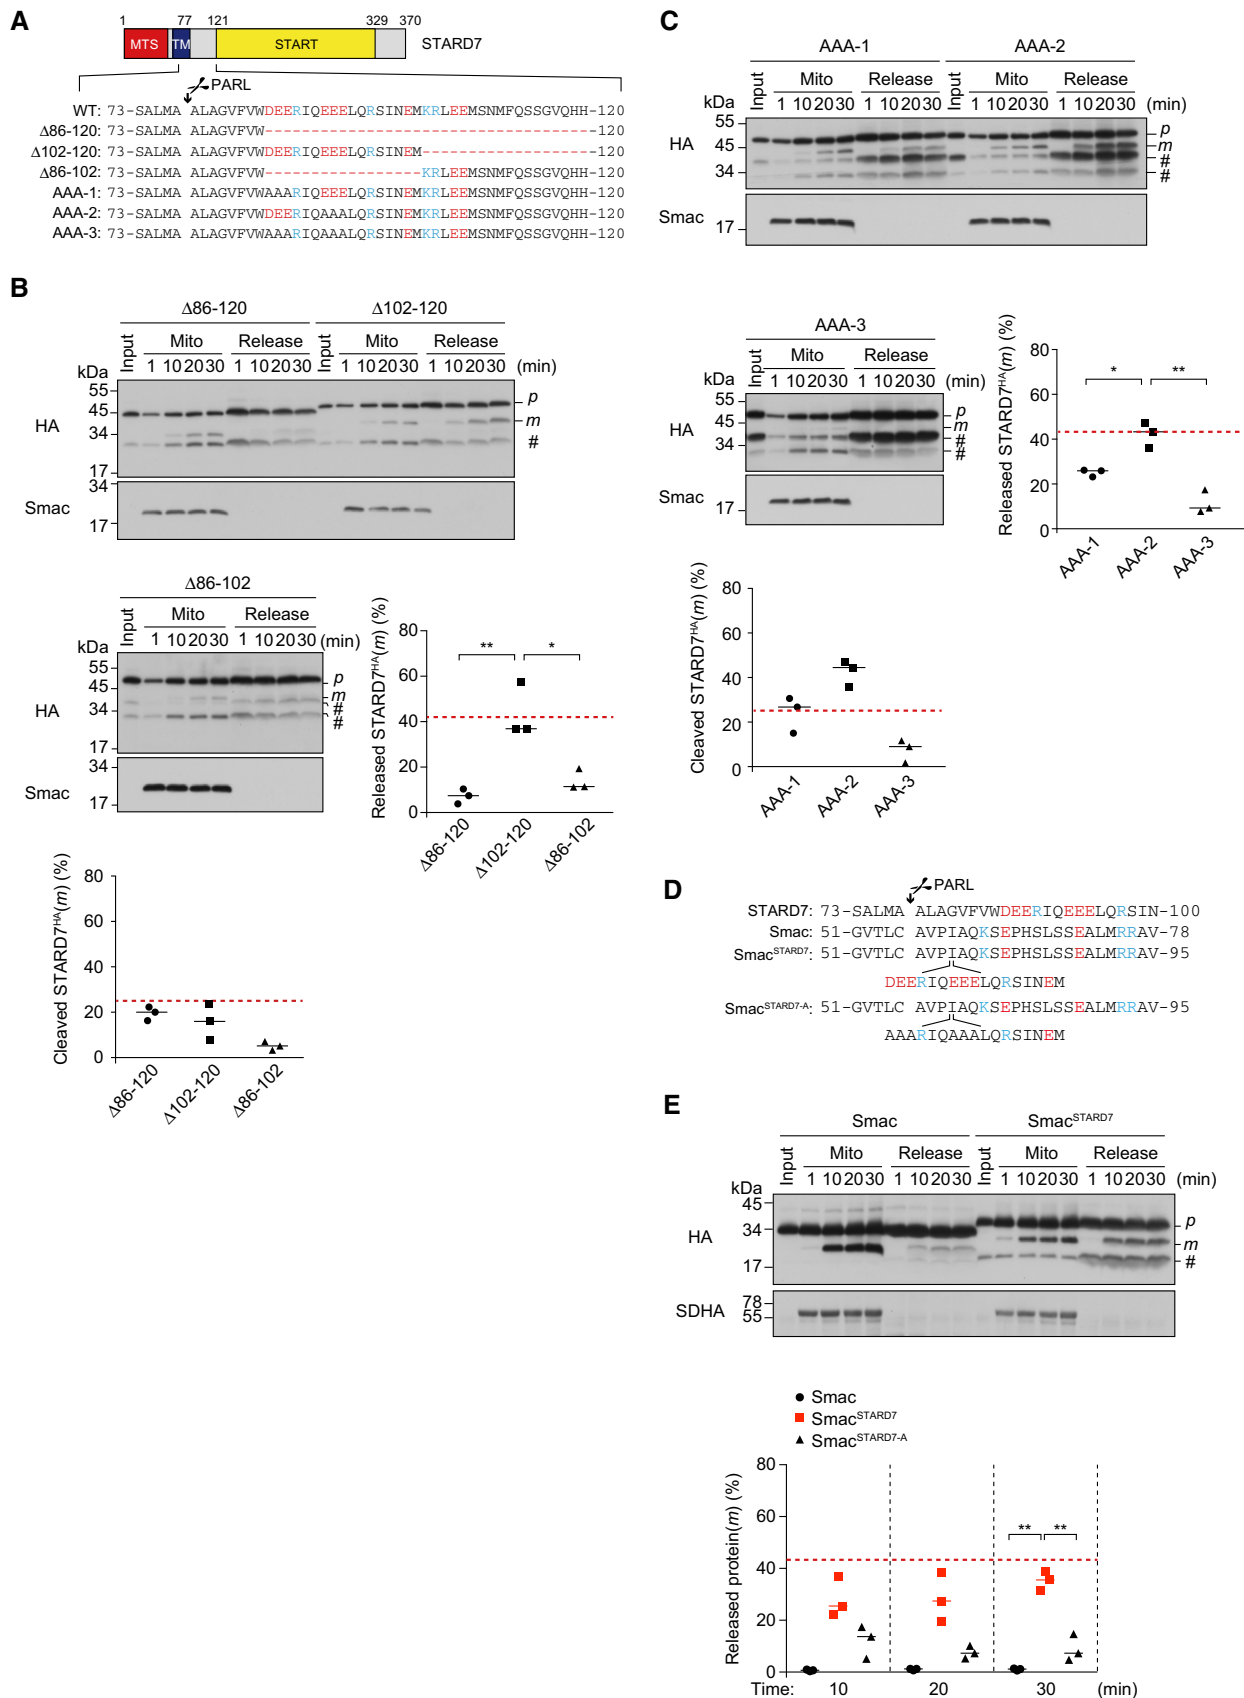 A
1 77 121 329 370
MTS TM START STARD7
PARL
WT: 73-SALMA ALAGVFVWDEERIQEEELQRSINEMKRLEEMSNMFQSSGVQHH-120
Δ86-120: 73-SALMA ALAGVFVW-----------------------------------120
Δ102-120: 73-SALMA ALAGVFVWDEERIQEEELQRSINEM------------------120
Δ86-102: 73-SALMA ALAGVFVW-----------------KRLEEMSNMFQSSGVQHH-120
AAA-1: 73-SALMA ALAGVFVWAAARIQEEELQRSINEMKRLEEMSNMFQSSGVQHH-120
AAA-2: 73-SALMA ALAGVFVWDEERIQAAALQRSINEMKRLEEMSNMFQSSGVQHH-120
AAA-3: 73-SALMA ALAGVFVWAAARIQAAALQRSINEMKRLEEMSNMFQSSGVQHH-120
B
Δ86-120 Δ102-120
Input Mito Release Input Mito Release
1 10 20 30 1 10 20 30 1 10 20 30 1 10 20 30 (min)
kDa
HA
55
45
34
17
p
m
#
Smac
34
17
Δ86-102
Input Mito Release
1 10 20 30 1 10 20 30 (min)
kDa
HA
55
45
34
17
p
m
#
#
Smac
34
17
Released STARD7HA(m) (%)
80
60
40
20
0
** *
Δ86-120 Δ102-120 Δ86-102
Cleaved STARD7HA(m) (%)
80
60
40
20
0
Δ86-120 Δ102-120 Δ86-102
C
AAA-1 AAA-2
Input Mito Release Input Mito Release
1 10 20 30 1 10 20 30 1 10 20 30 1 10 20 30 (min)
kDa
HA
55
45
34
p
m
#
#
Smac
17
AAA-3
Input Mito Release
1 10 20 30 1 10 20 30 (min)
kDa
HA
55
45
34
p
m
#
#
Smac
17
Released STARD7HA(m) (%)
80
60
40
20
0
* **
AAA-1 AAA-2 AAA-3
Cleaved STARD7HA(m) (%)
80
60
40
20
0
AAA-1 AAA-2 AAA-3
D
PARL
STARD7: 73-SALMA ALAGVFVWDEERIQEEELQRSIN-100
Smac: 51-GVTLC AVPIAQKSEPHSLSSEALMRRAV-78
SmacSTARD7: 51-GVTLC AVPIAQKSEPHSLSSEALMRRAV-95
DEERIQEEELQRSINEM
SmacSTARD7-A: 51-GVTLC AVPIAQKSEPHSLSSEALMRRAV-95
AAARIQAAALQRSINEM
E
Smac SmacSTARD7
Input Mito Release Input Mito Release
1 10 20 30 1 10 20 30 1 10 20 30 1 10 20 30 (min)
kDa
HA
45
34
17
p
m
#
SDHA
78
55
Smac
SmacSTARD7
SmacSTARD7-A
Released protein(m) (%)
80
60
40
20
0
** **
Time: 10 20 30 (min)